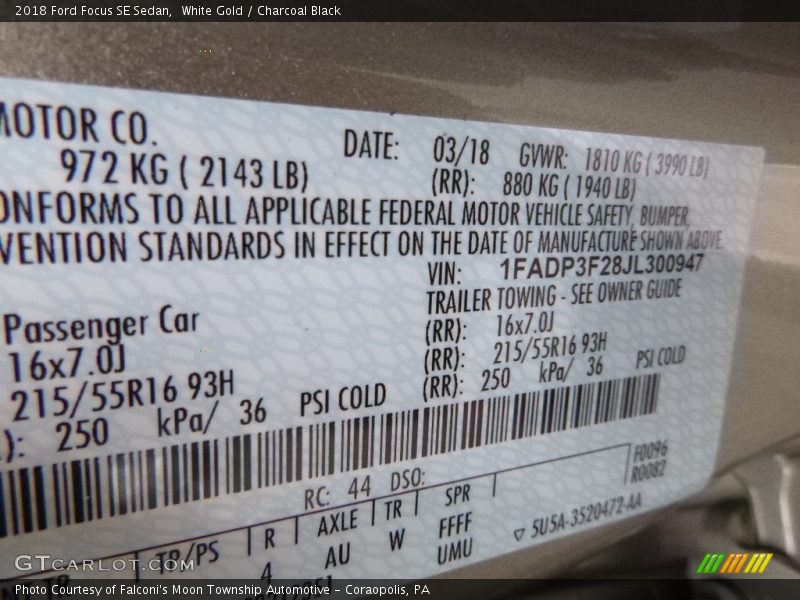 2018 Ford Focus SE Sedan, White Gold / Charcoal Black
MOTOR CO. DATE: 03/18 GVWR: 1810 KG ( 3990 LB)
972 KG ( 2143 LB) (RR): 880 KG ( 1940 LB)
ONFORMS TO ALL APPLICABLE FEDERAL MOTOR VEHICLE SAFETY, BUMPER,
VENTION STANDARDS IN EFFECT ON THE DATE OF MANUFACTURE SHOWN ABOVE.
VIN: 1FADP3F28JL300947
TRAILER TOWING - SEE OWNER GUIDE
Passenger Car (RR): 16x7.0J
16x7.0J (RR): 215/55R16 93H
215/55R16 93H (RR): 250 kPa/ 36 PSI COLD
): 250 kPa/ 36 PSI COLD
F0096
R0082
RC: 44 DSO:
TR/PS R AXLE TR SPR
4 AU W FFFF
UMU
▽ 5U5A-3520472-AA
GTCarLot.com
Photo Courtesy of Falconi's Moon Township Automotive – Coraopolis, PA